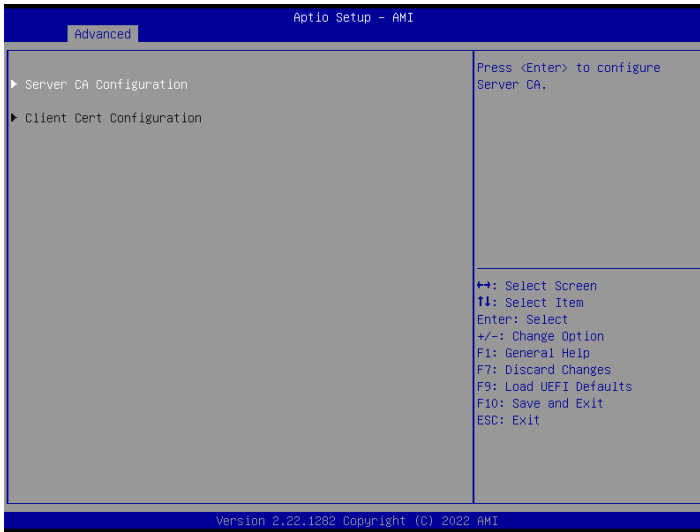 Aptio Setup – AMI
Advanced
▶ Server CA Configuration
▶ Client Cert Configuration
Press <Enter> to configure
Server CA.
↔: Select Screen
↑↓: Select Item
Enter: Select
+/-: Change Option
F1: General Help
F7: Discard Changes
F9: Load UEFI Defaults
F10: Save and Exit
ESC: Exit
Version 2.22.1282 Copyright (C) 2022 AMI